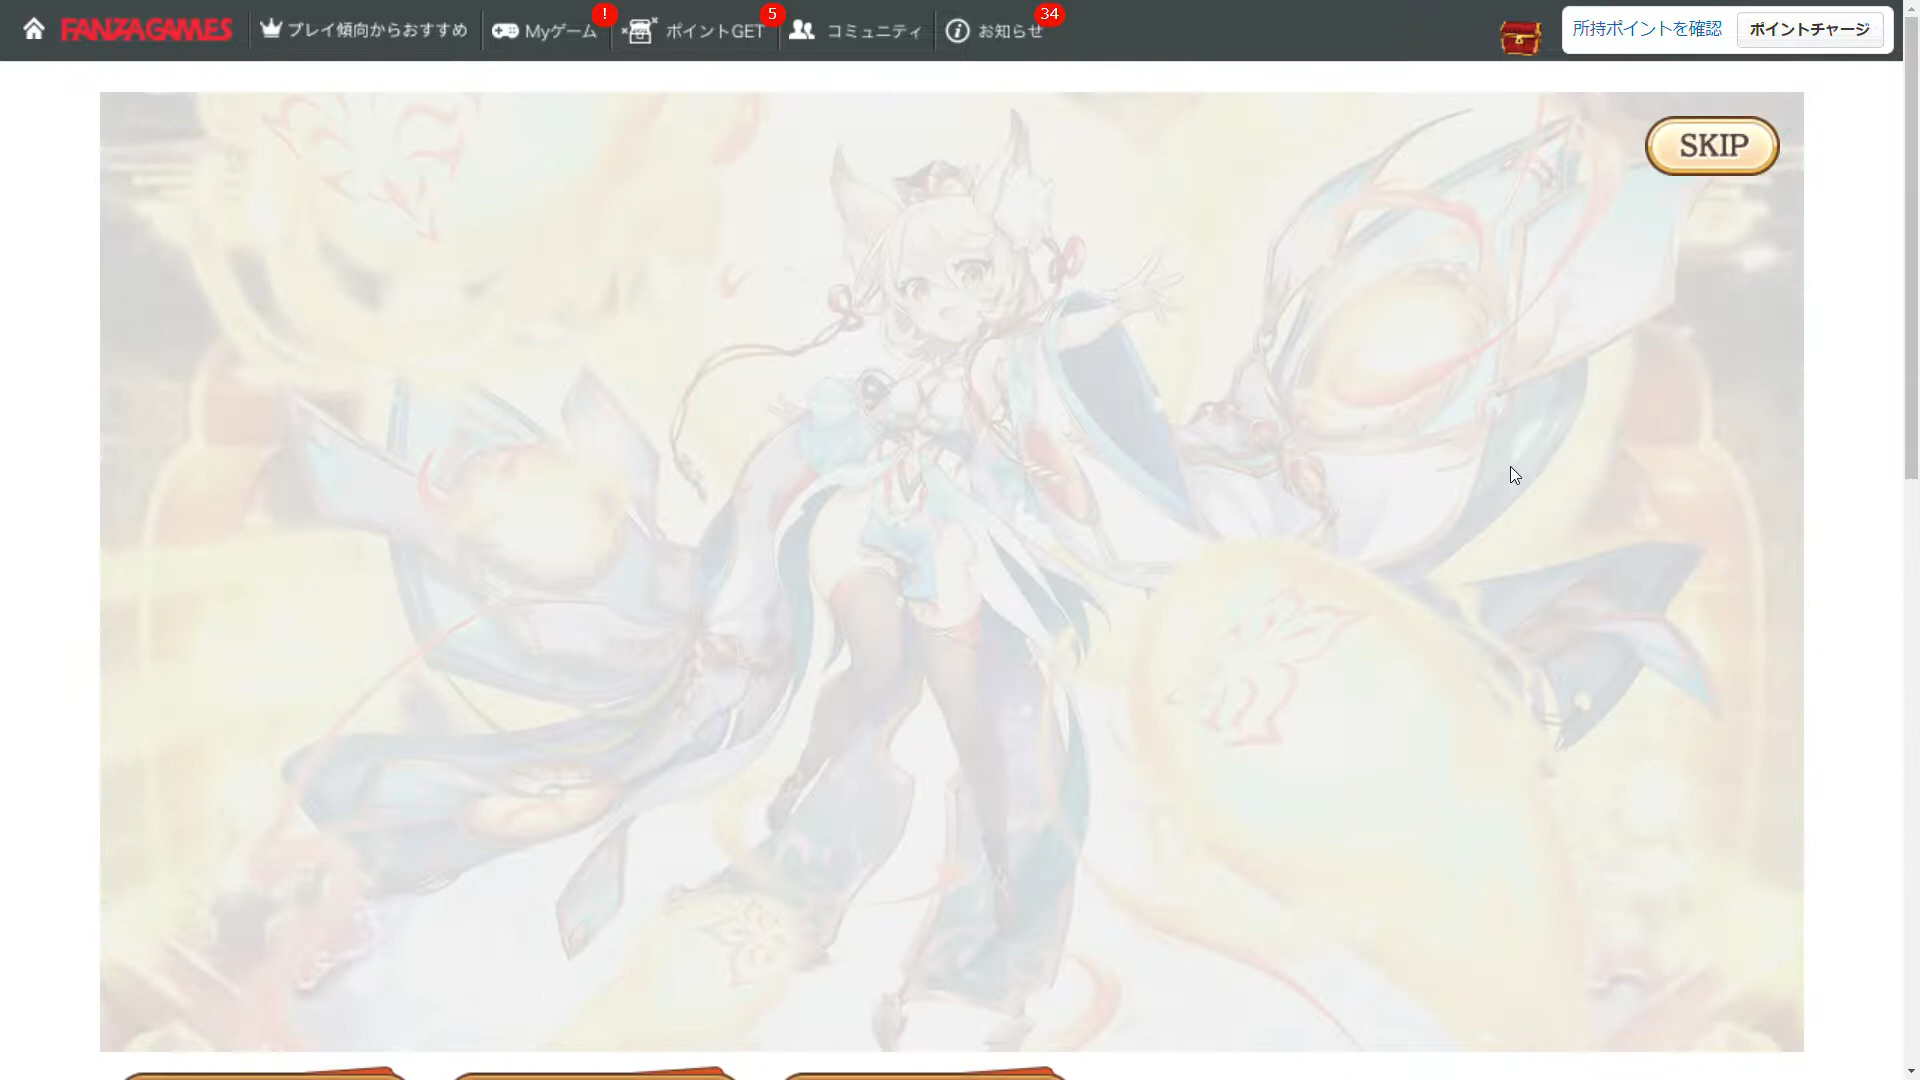 FANZAGAMES
プレイ傾向からおすすめ
Myゲーム
!
ポイントGET
5
コミュニティ
お知らせ
34
所持ポイントを確認
ポイントチャージ
SKIP